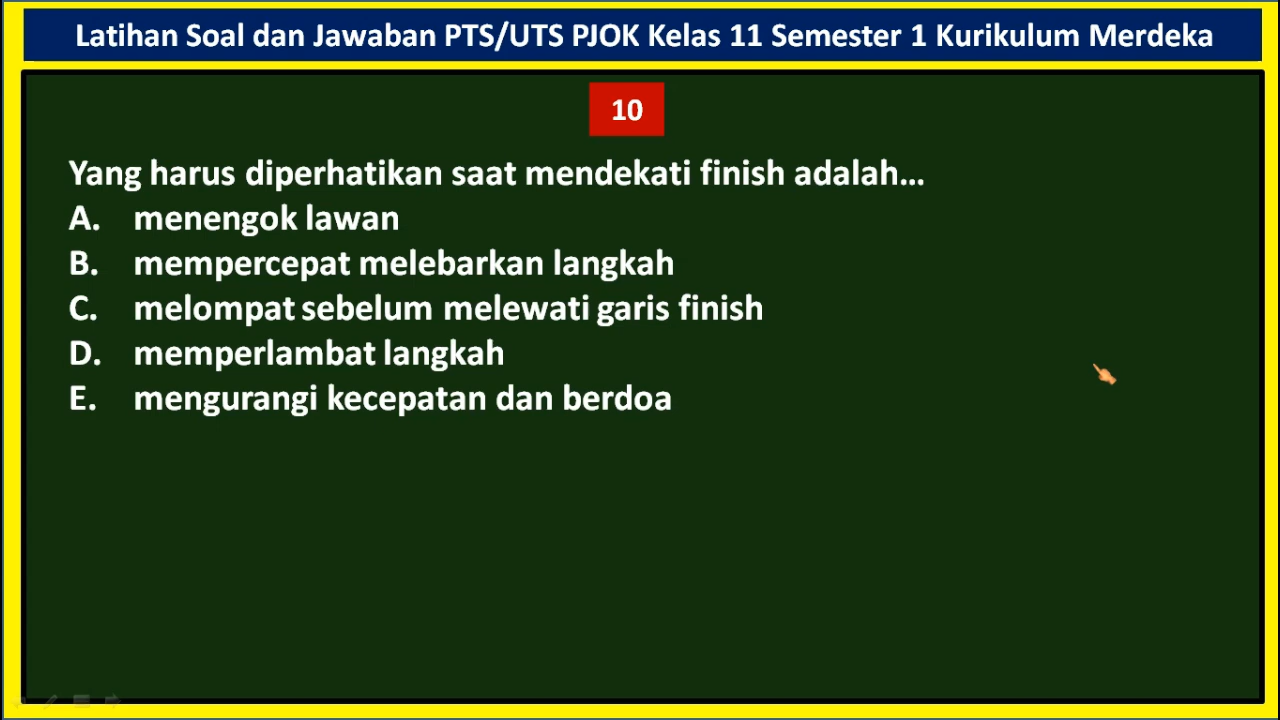 Latihan Soal dan Jawaban PTS/UTS PJOK Kelas 11 Semester 1 Kurikulum Merdeka
10
Yang harus diperhatikan saat mendekati finish adalah...
A. menengok lawan
B. mempercepat melebarkan langkah
C. melompat sebelum melewati garis finish
D. memperlambat langkah
E. mengurangi kecepatan dan berdoa